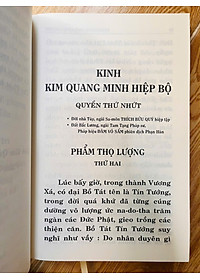 KINH
KIM QUANG MINH HIỆP BỘ
QUYỂN THỨ NHỨT
• Đời nhà Tùy, ngài Sa-môn THÍCH BỬU QUÝ hiệp tập
• Đời Bắc Lương, ngài Tam Tạng Pháp sư,
Pháp hiệu ĐÀM VÔ SẤM phiên dịch Phạn Hán
PHẨM THỌ LƯỢNG
THỨ HAI
Lúc bấy giờ, trong thành Vương
Xá, có đại Bồ Tát tên là Tín Tướng,
trong đời quá khứ đã từng cúng
dường vô lượng ức na-do-tha trăm
ngàn các Đức Phật, gieo trồng các
thiện căn. Bồ Tát Tín Tướng suy
nghĩ như vầy : Do nhân duyên gì